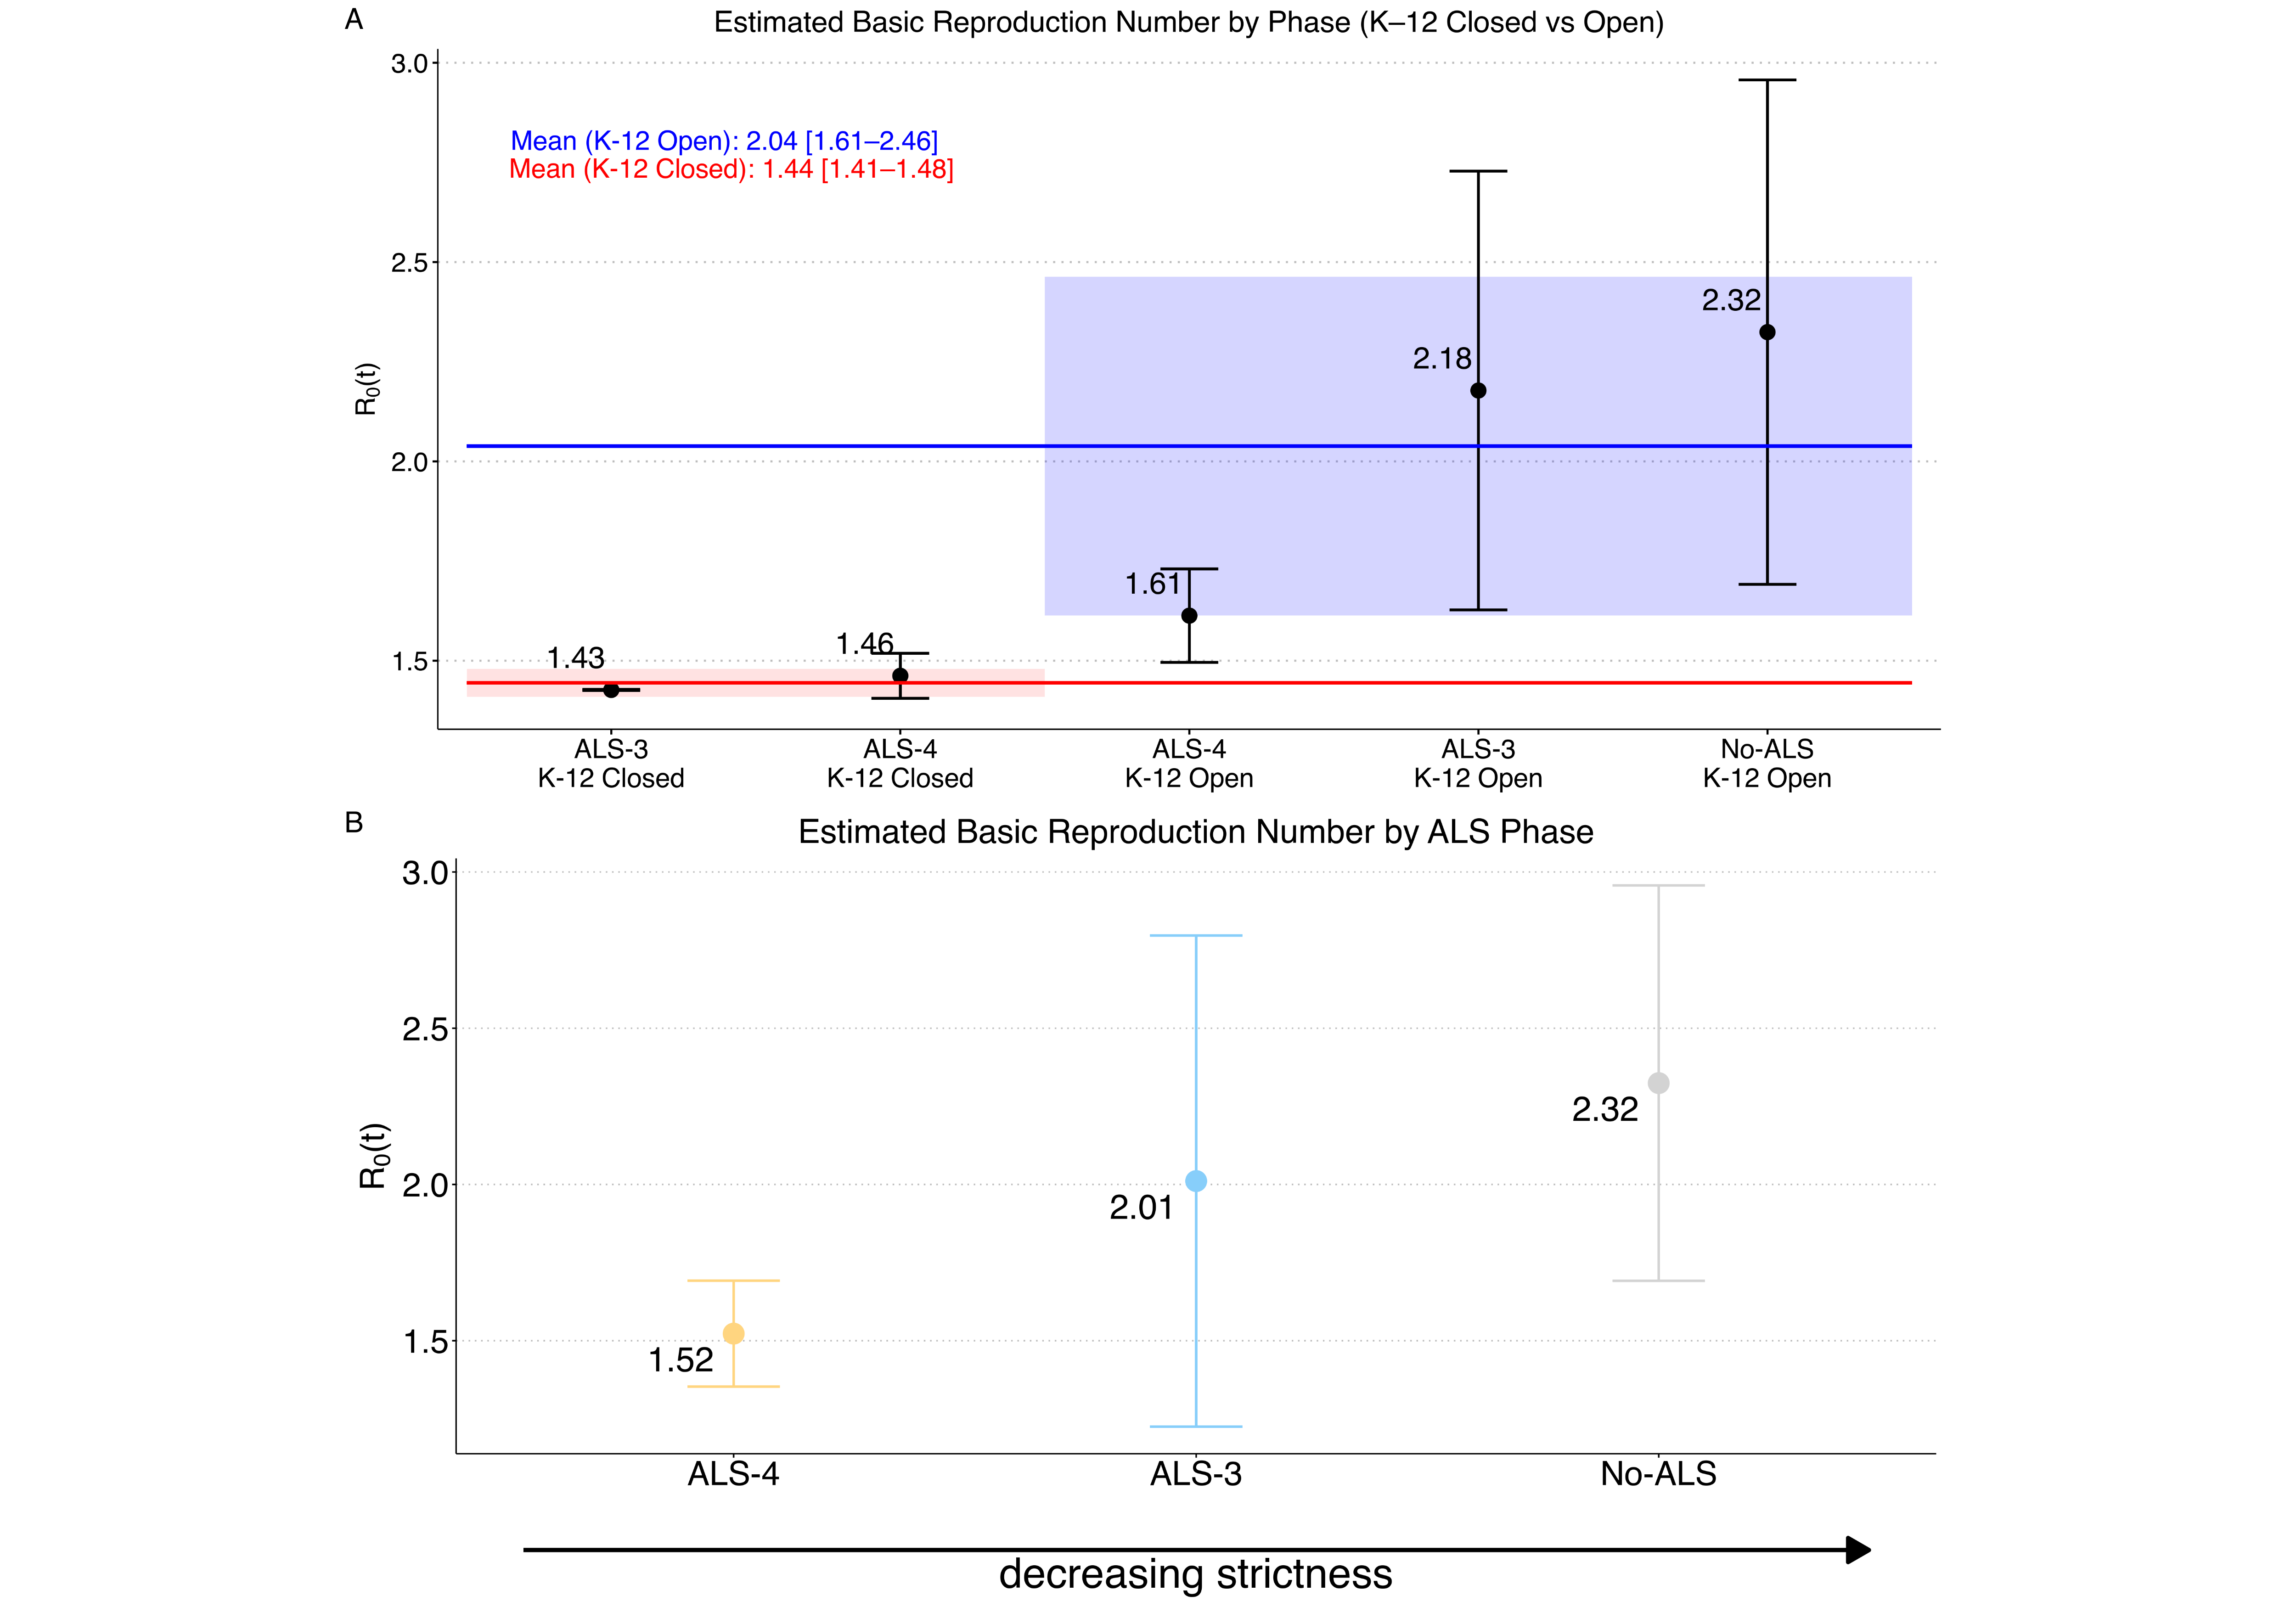 A
Estimated Basic Reproduction Number by Phase (K–12 Closed vs Open)
3.0
2.5
2.0
1.5
R0(t)
Mean (K-12 Open): 2.04 [1.61–2.46]
Mean (K-12 Closed): 1.44 [1.41–1.48]
1.43
1.46
1.61
2.18
2.32
ALS-3
K-12 Closed
ALS-4
K-12 Closed
ALS-4
K-12 Open
ALS-3
K-12 Open
No-ALS
K-12 Open
B
Estimated Basic Reproduction Number by ALS Phase
3.0
2.5
2.0
1.5
R0(t)
1.52
2.01
2.32
ALS-4
ALS-3
No-ALS
decreasing strictness